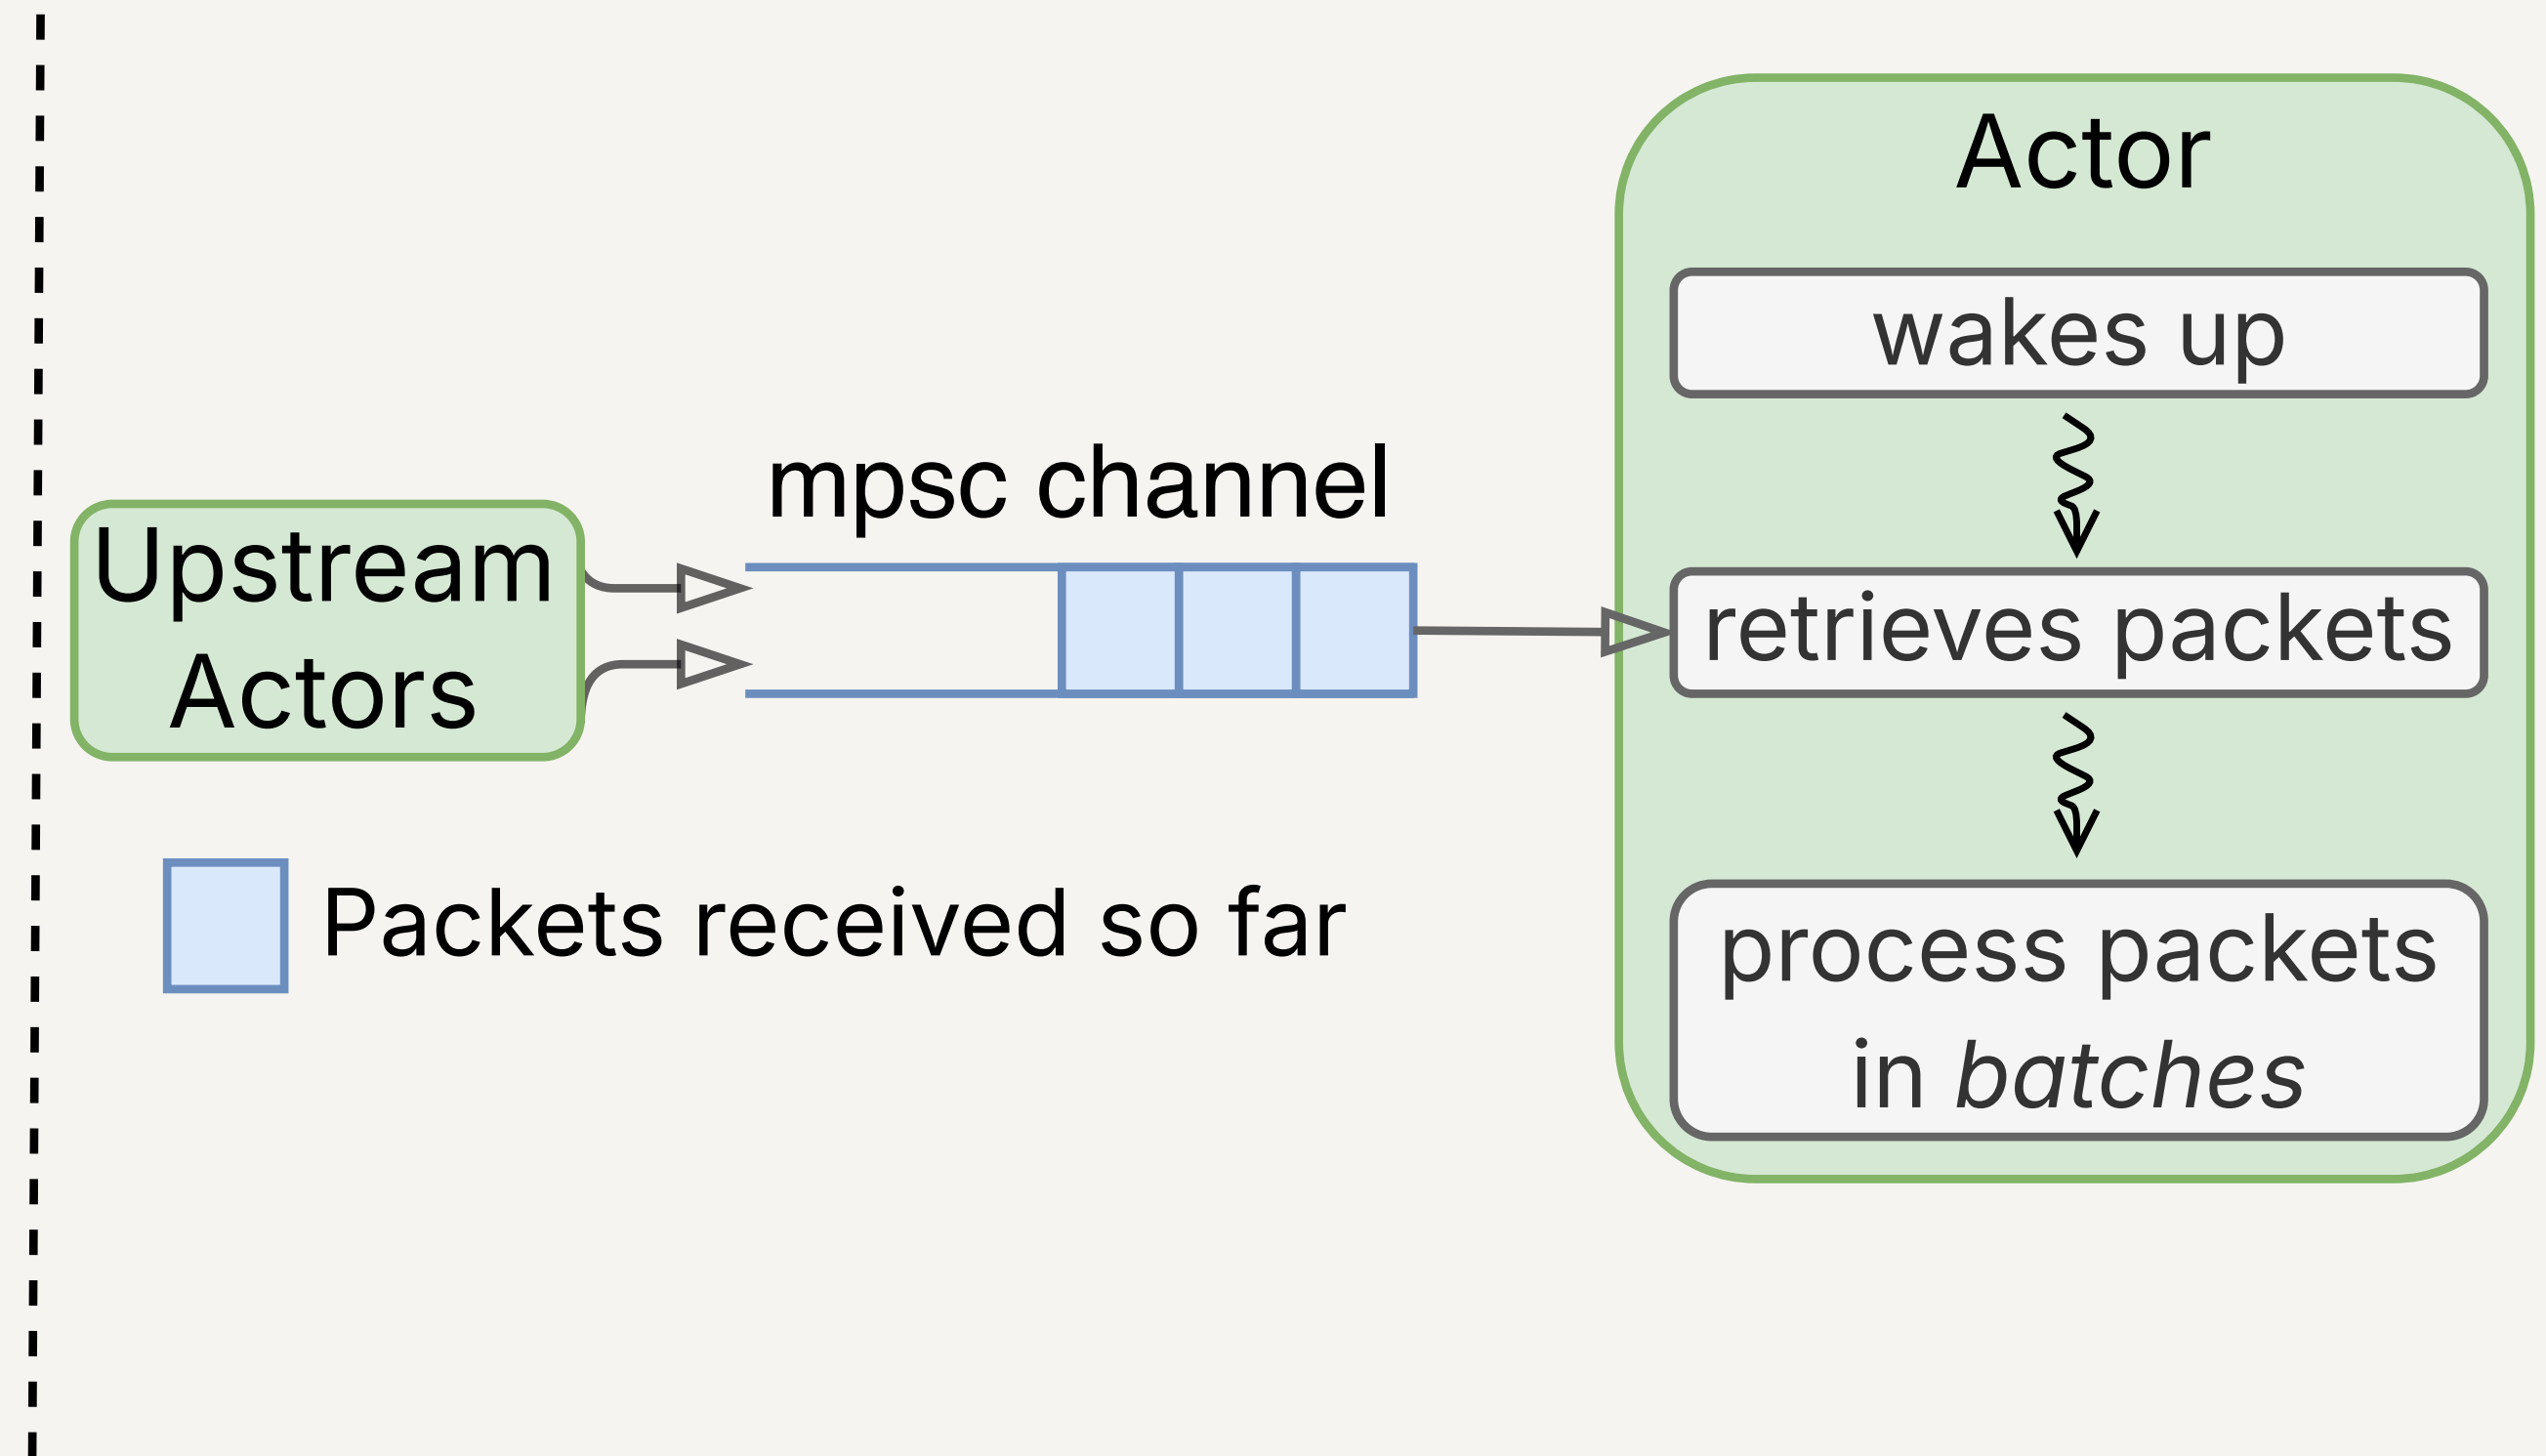 Actor
wakes up
mpsc channel
Upstream
Actors
retrieves packets
Packets received so far
process packets
in batches